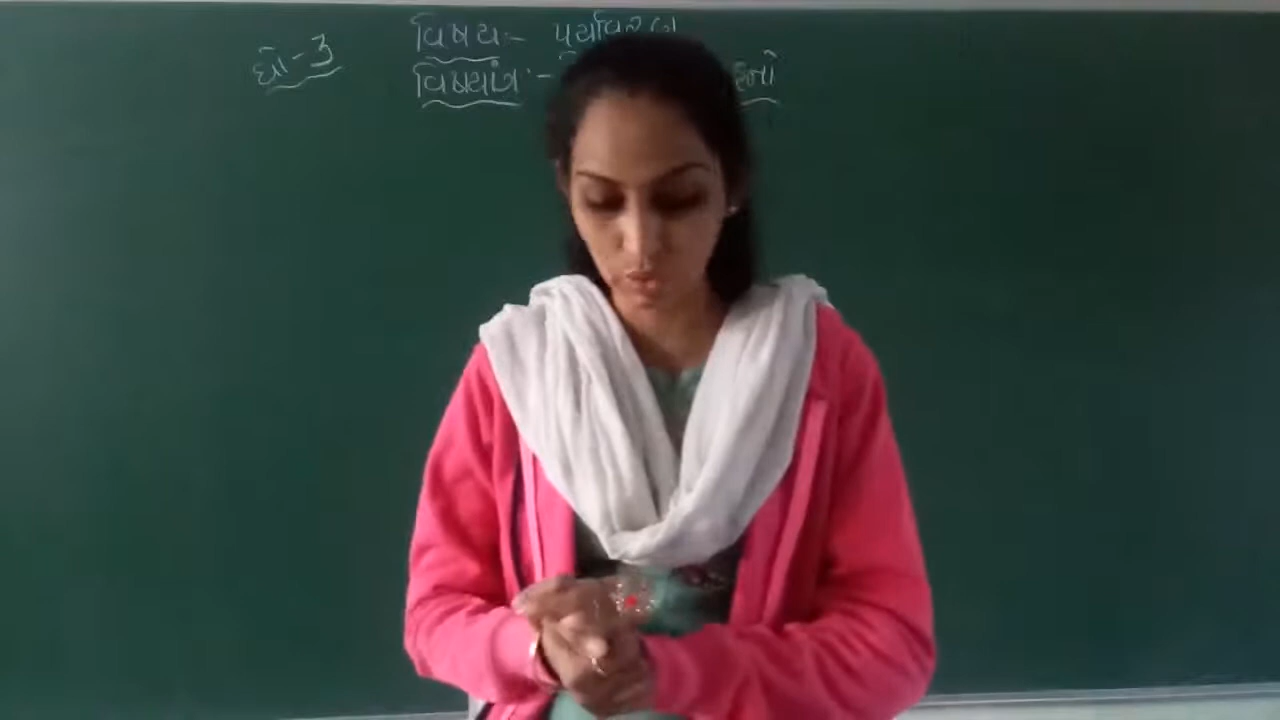 ધો-3
વિષય :- પર્યાવરણ
વિષયાંગ :-